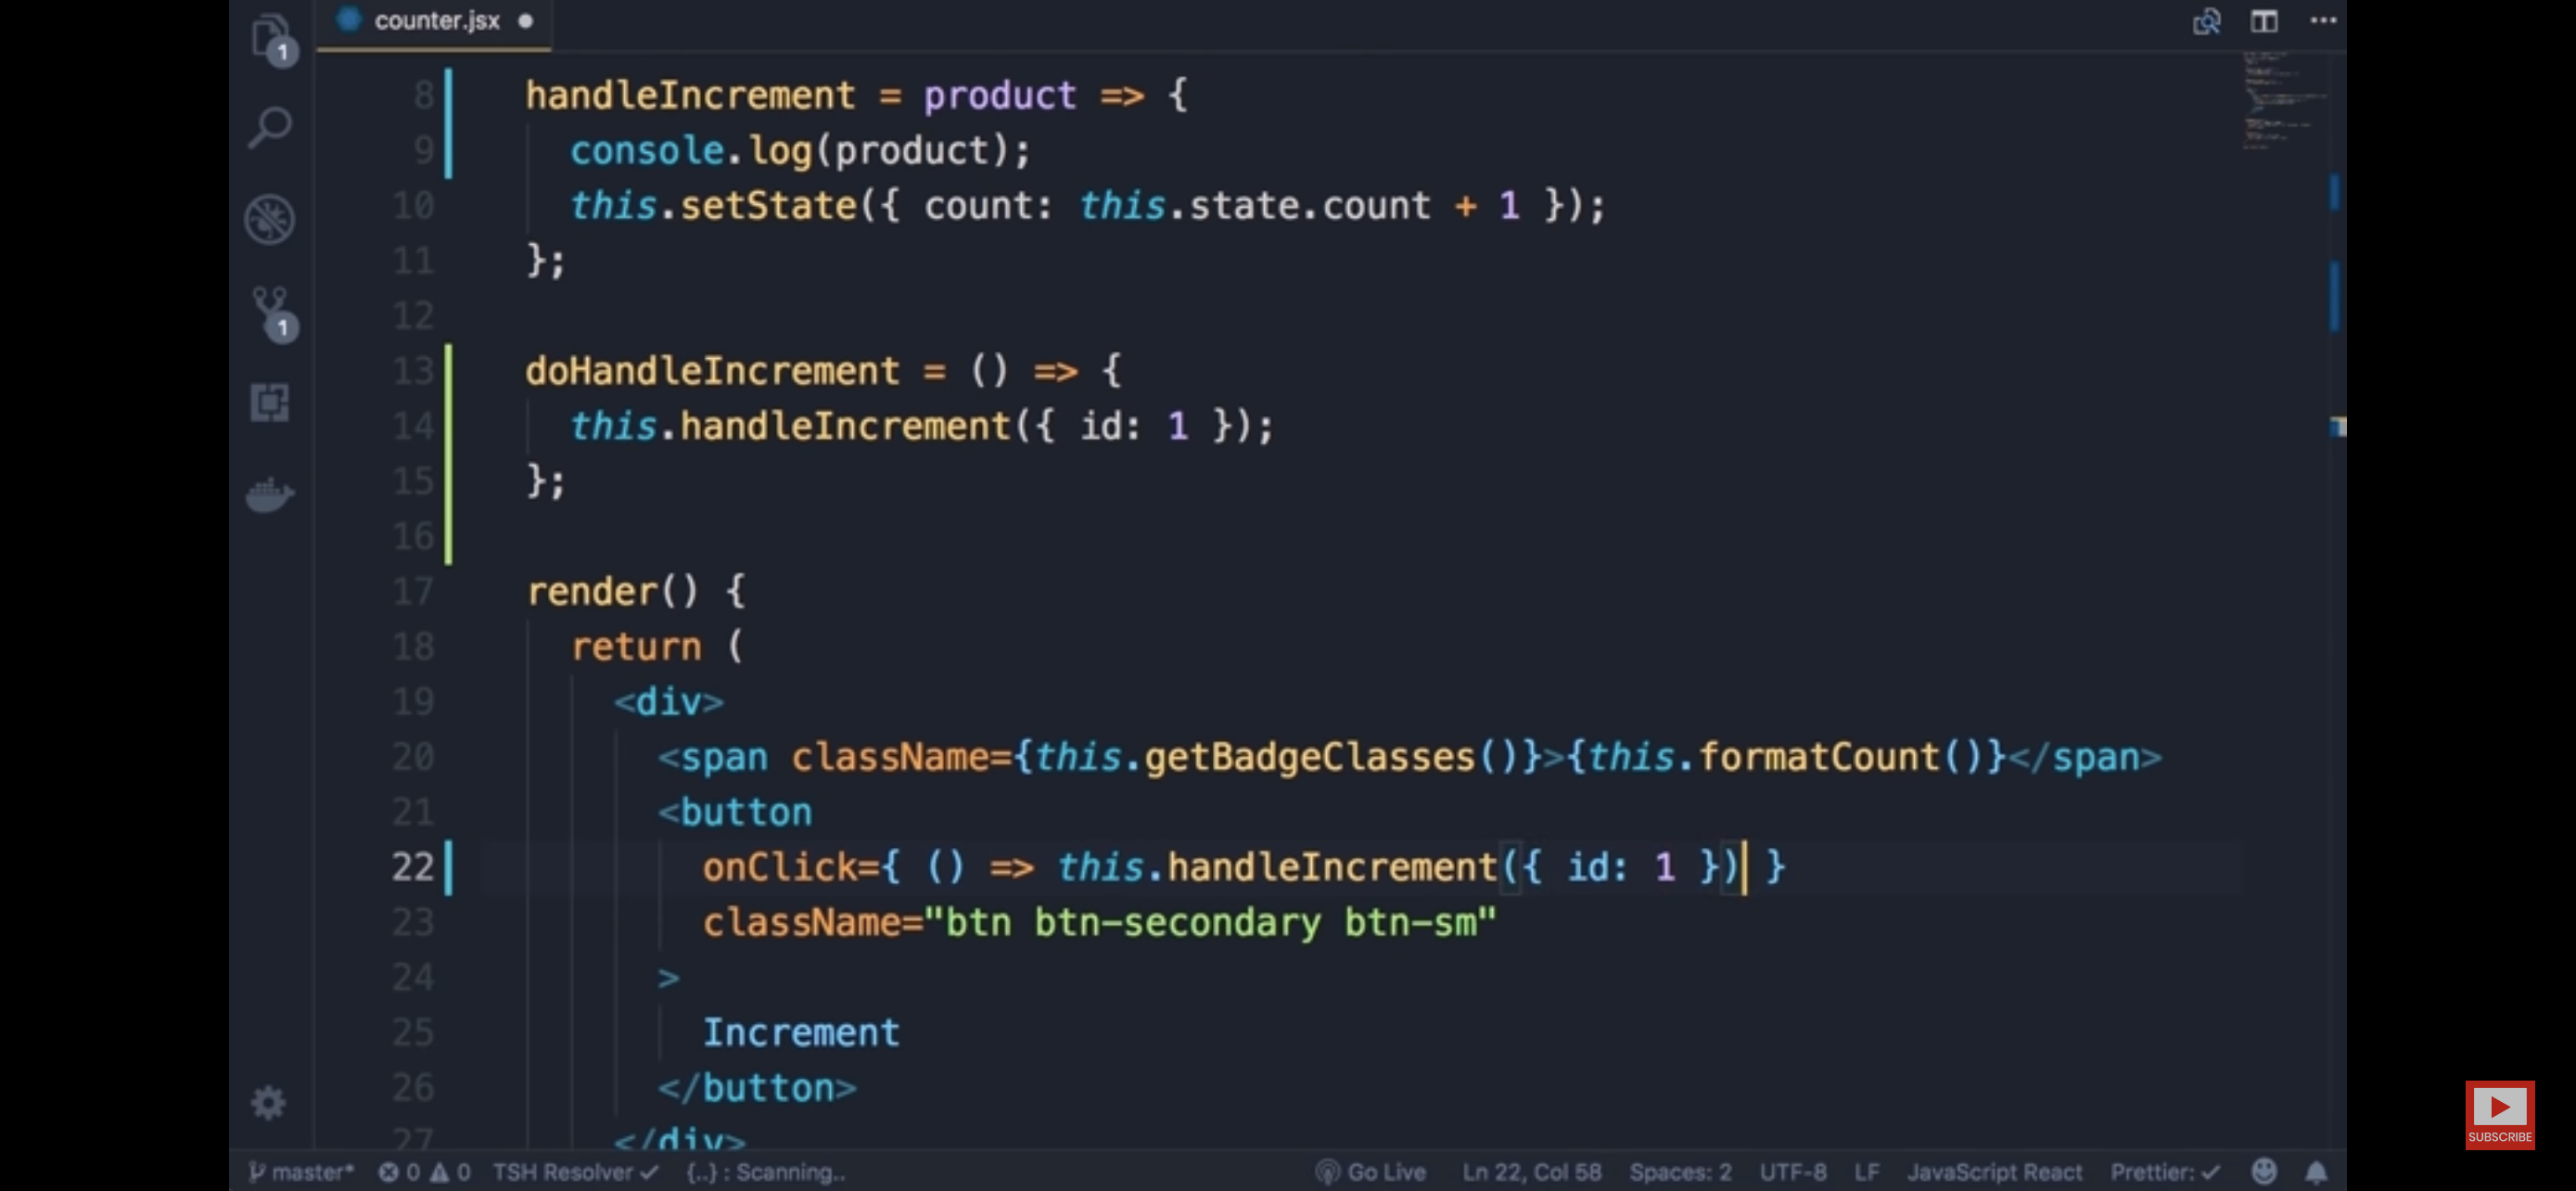 counter.jsx
1
8 handleIncrement = product => {
9 console.log(product);
10 this.setState({ count: this.state.count + 1 });
11 };
12
1
13 doHandleIncrement = () => {
14 this.handleIncrement({ id: 1 });
15 };
16
17 render() {
18 return (
19 <div>
20 <span className={this.getBadgeClasses()}>{this.formatCount()}</span>
21 <button
22 onClick={ () => this.handleIncrement({ id: 1 }) }
23 className="btn btn-secondary btn-sm"
24 >
25 Increment
26 </button>
27 </div>
SUBSCRIBE
master* 0 0 TSH Resolver ✓ {..} : Scanning.. Go Live Ln 22, Col 58 Spaces: 2 UTF-8 LF JavaScript React Prettier: ✓